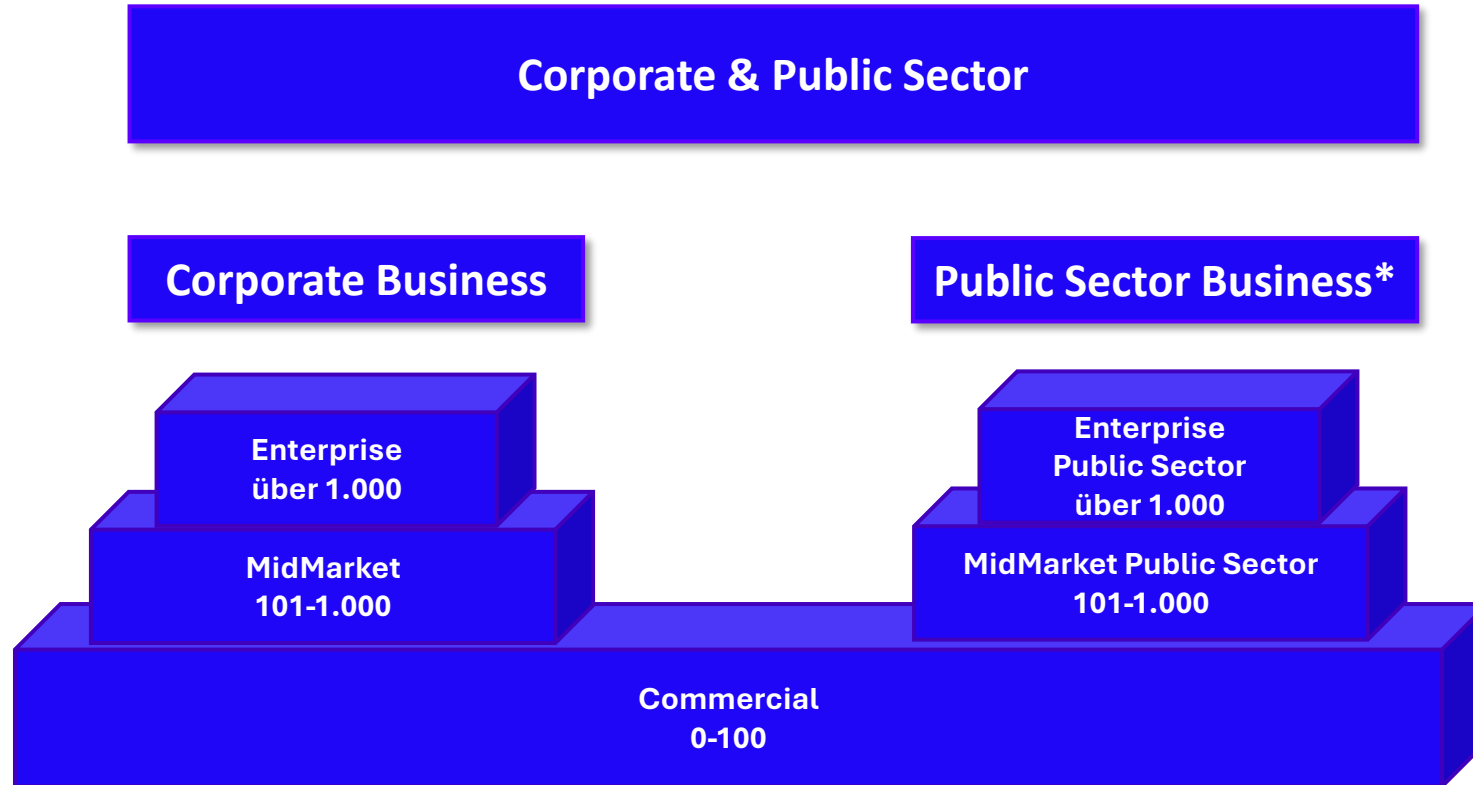 Corporate & Public Sector
Corporate Business
Public Sector Business*
Enterprise
über 1.000
Enterprise
Public Sector
über 1.000
MidMarket
101-1.000
MidMarket Public Sector
101-1.000
Commercial
0-100